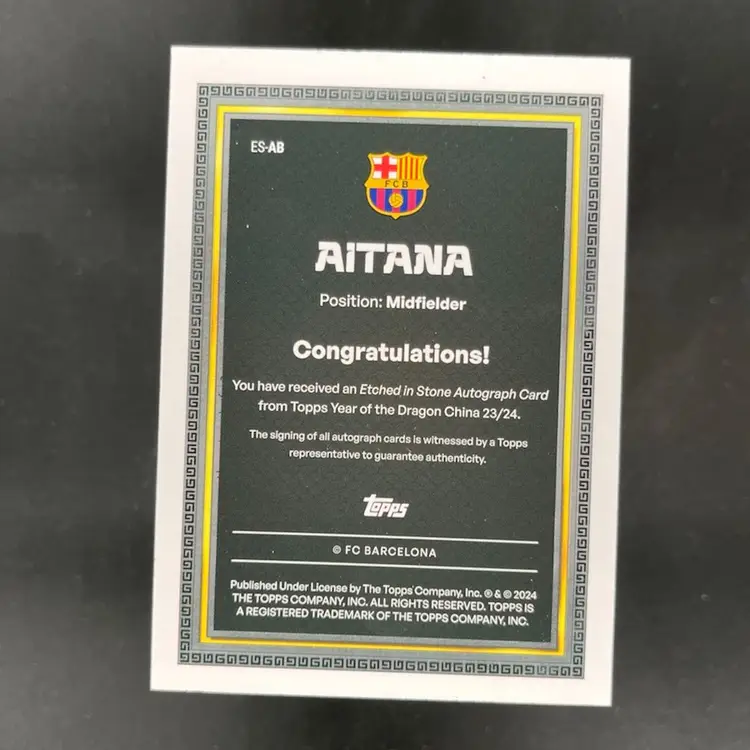 ES-AB
FCB
AITANA
Position: Midfielder
Congratulations!
You have received an Etched in Stone Autograph Card
from Topps Year of the Dragon China 23/24.
The signing of all autograph cards is witnessed by a Topps
representative to guarantee authenticity.
Topps
© FC BARCELONA
Published Under License by The Topps Company, Inc. ® & © 2024
THE TOPPS COMPANY, INC. ALL RIGHTS RESERVED. TOPPS IS
A REGISTERED TRADEMARK OF THE TOPPS COMPANY, INC.